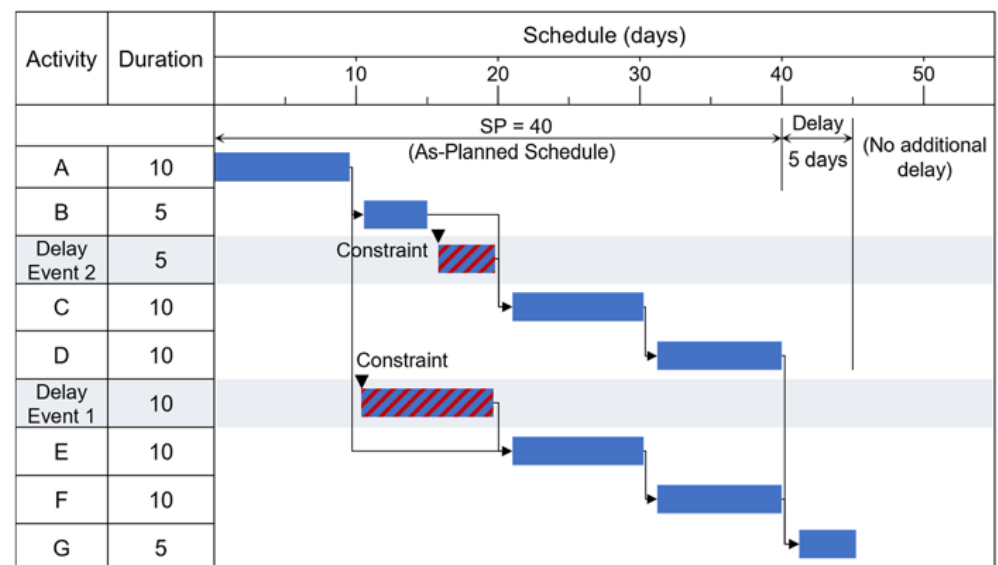 Activity
Duration
Schedule (days)
10 20 30 40 50
SP = 40
(As-Planned Schedule)
Delay
5 days
(No additional
delay)
A 10
B 5
Constraint
Delay
Event 2
5
C 10
D 10
Constraint
Delay
Event 1
10
E 10
F 10
G 5